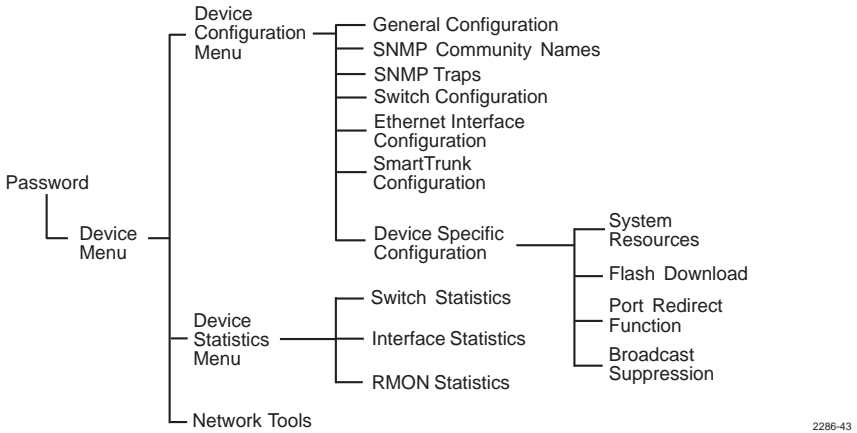 Password
Device
Menu
Device
Configuration
Menu
General Configuration
SNMP Community Names
SNMP Traps
Switch Configuration
Ethernet Interface
Configuration
SmartTrunk
Configuration
Device Specific
Configuration
System
Resources
Flash Download
Port Redirect
Function
Broadcast
Suppression
Device
Statistics
Menu
Switch Statistics
Interface Statistics
RMON Statistics
Network Tools
2286-43